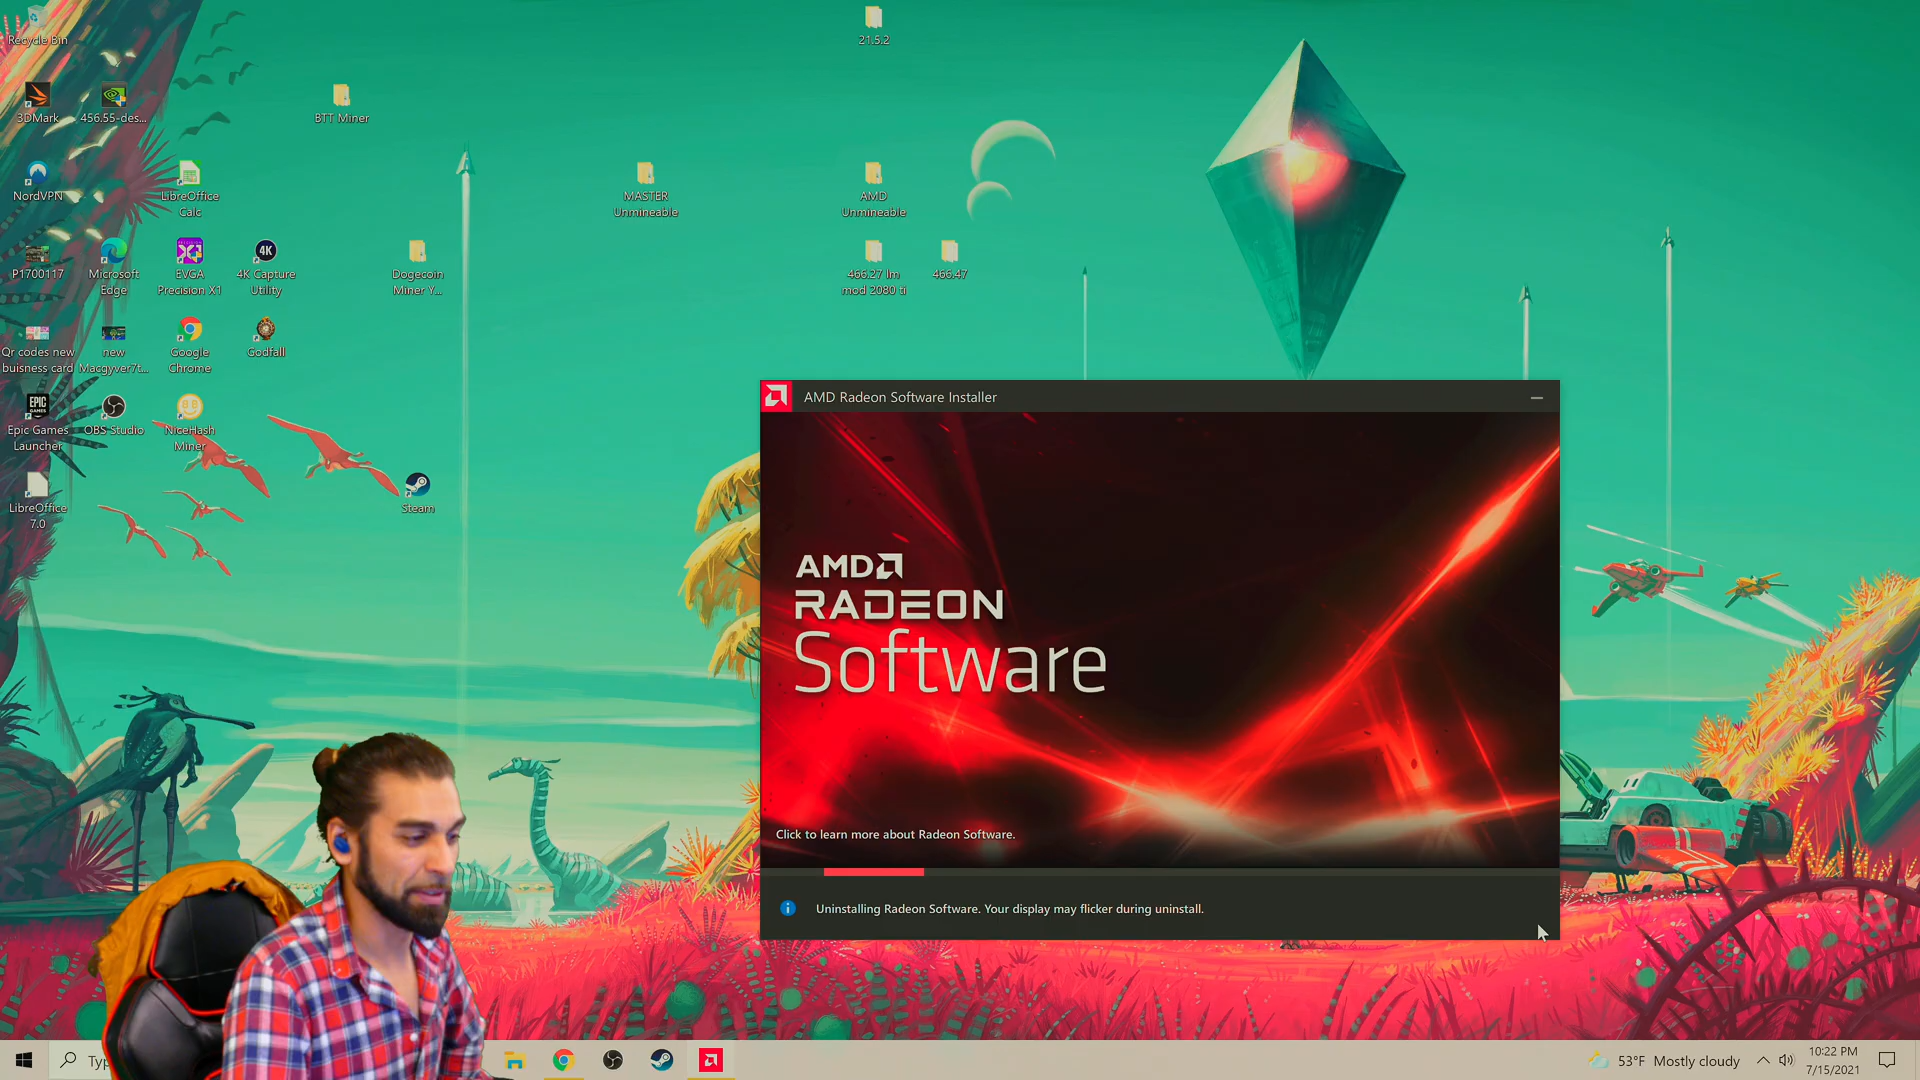 Recycle Bin
21.5.2
3DMark
456.55-des...
BTT Miner
NordVPN
LibreOffice
Calc
MASTER
Unmineable
AMD
Unmineable
P1700117
Microsoft
Edge
EVGA
Precision X1
4K
4K Capture
Utility
Dogecoin
Miner Y...
466.27 lm
mod 2080 ti
466.47
Qr codes new
buisness card
new
Macgyver7t...
Google
Chrome
Godfall
EPIC
GAMES
Epic Games
Launcher
OBS Studio
NiceHash
Miner
LibreOffice
7.0
Steam
AMD Radeon Software Installer
AMD
RADEON
Software
Click to learn more about Radeon Software.
Uninstalling Radeon Software. Your display may flicker during uninstall.
Typ
53°F Mostly cloudy
10:22 PM
7/15/2021